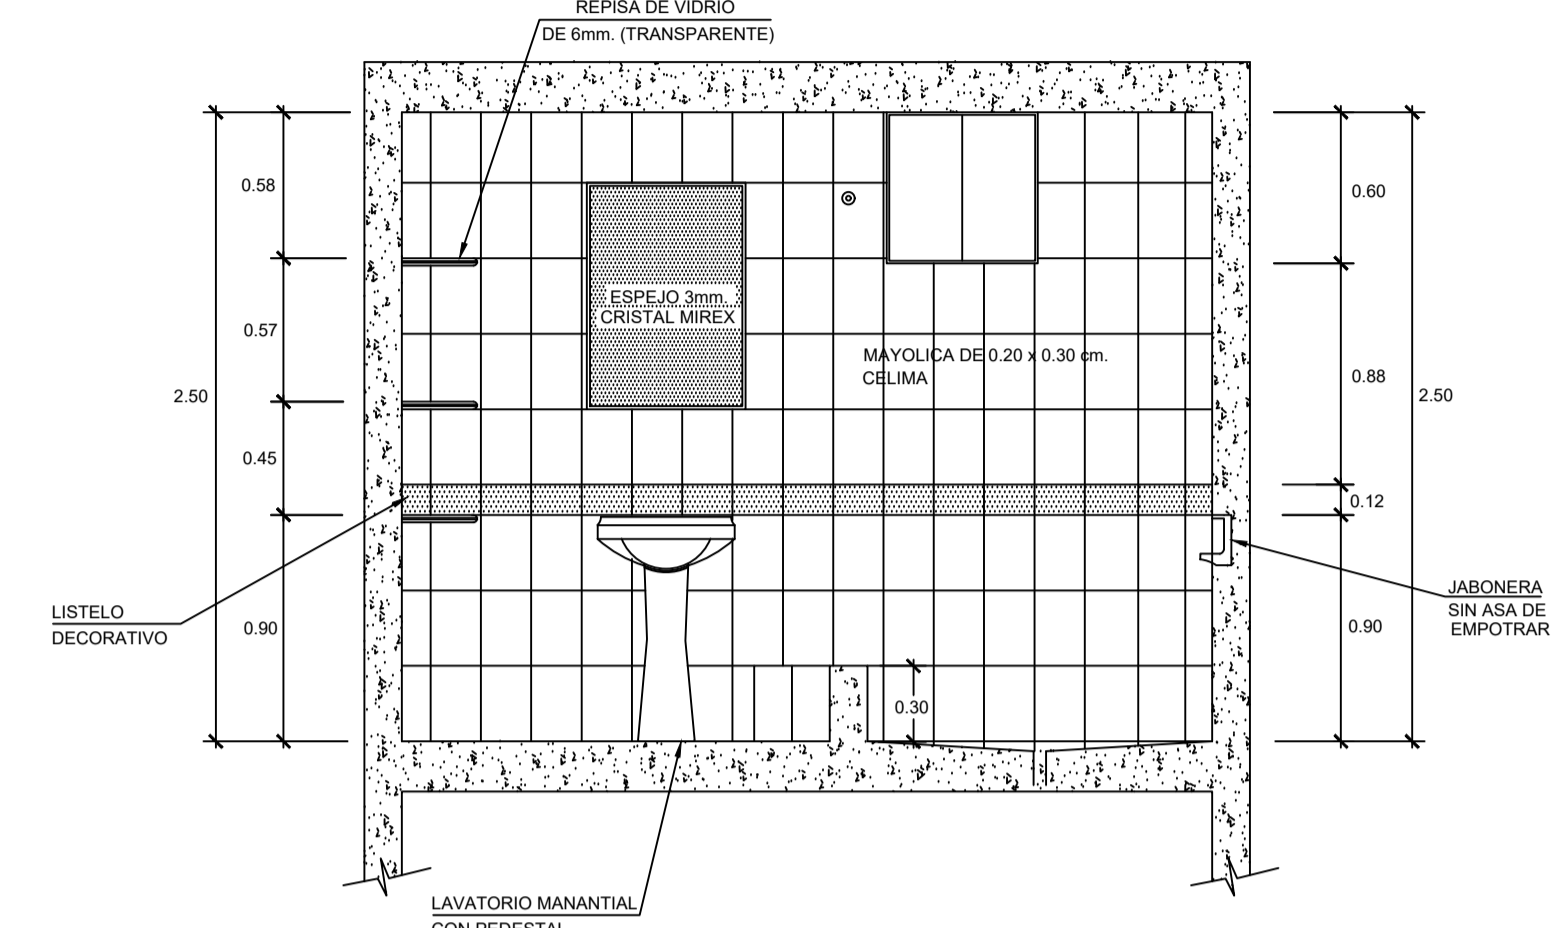 REPISA DE VIDRIO
DE 6mm. (TRANSPARENTE)
0.58
0.60
0.57
ESPEJO 3mm.
CRISTAL MIREX
MAYOLICA DE 0.20 x 0.30 cm.
CELIMA
0.88
2.50
2.50
0.45
0.12
LISTELO
DECORATIVO
0.90
JABONERA
SIN ASA DE
EMPOTRAR
0.90
0.30
LAVATORIO MANANTIAL
CON PEDESTAL